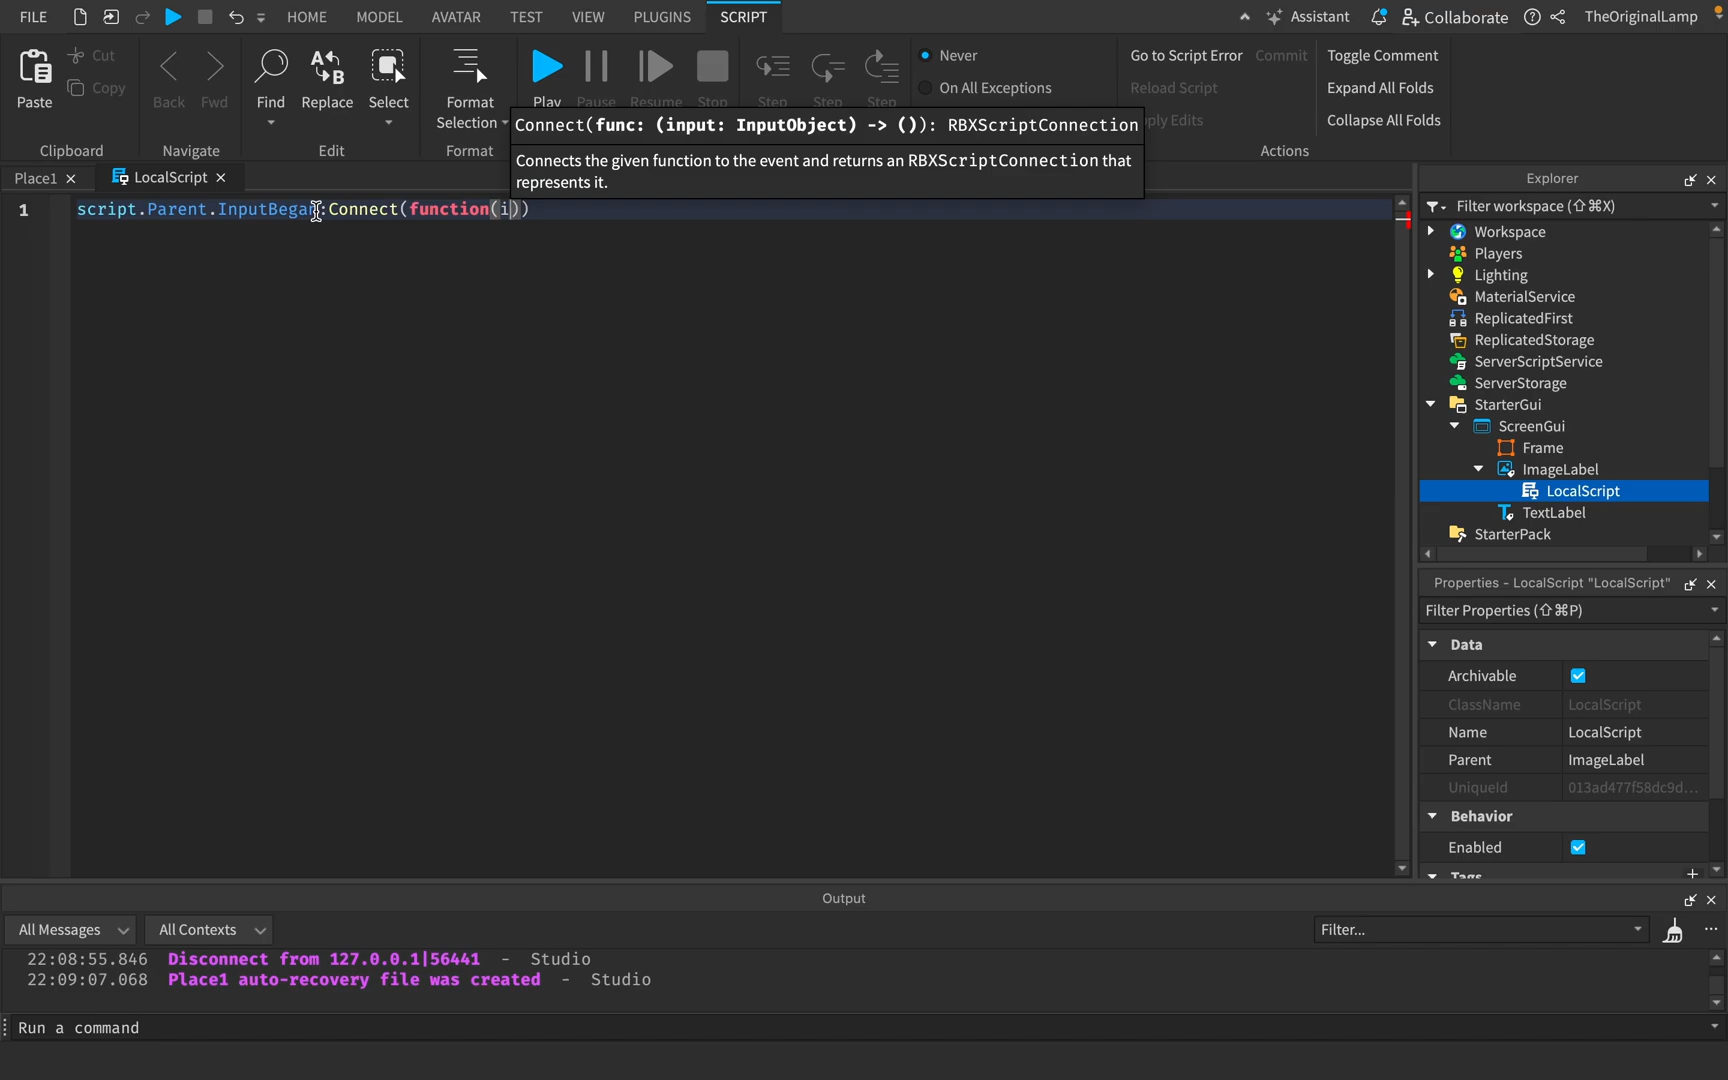 FILE HOME MODEL AVATAR TEST VIEW PLUGINS SCRIPT Assistant Collaborate TheOriginalLamp
Paste Cut Copy
Clipboard
Back Fwd
Navigate
Find Replace Select
Edit
Format
Selection
Format
Play Pause Resume Stop Step Step Step
Never
On All Exceptions
Go to Script Error Commit
Reload Script
Actions
Toggle Comment
Expand All Folds
Collapse All Folds
Connect(func: (input: InputObject) -> ()): RBXScriptConnection
Connects the given function to the event and returns an RBXScriptConnection that
represents it.
Place1 LocalScript
1 script.Parent.InputBegan:Connect(function(i))
Explorer
Filter workspace (⇧⌘X)
Workspace
Players
Lighting
MaterialService
ReplicatedFirst
ReplicatedStorage
ServerScriptService
ServerStorage
StarterGui
ScreenGui
Frame
ImageLabel
LocalScript
TextLabel
StarterPack
Properties - LocalScript "LocalScript"
Filter Properties (⇧⌘P)
Data
Archivable
ClassName LocalScript
Name LocalScript
Parent ImageLabel
UniqueId 013ad477f58dc9d...
Behavior
Enabled
Tags
Output
All Messages All Contexts Filter...
22:08:55.846 Disconnect from 127.0.0.1|56441 - Studio
22:09:07.068 Place1 auto-recovery file was created - Studio
Run a command